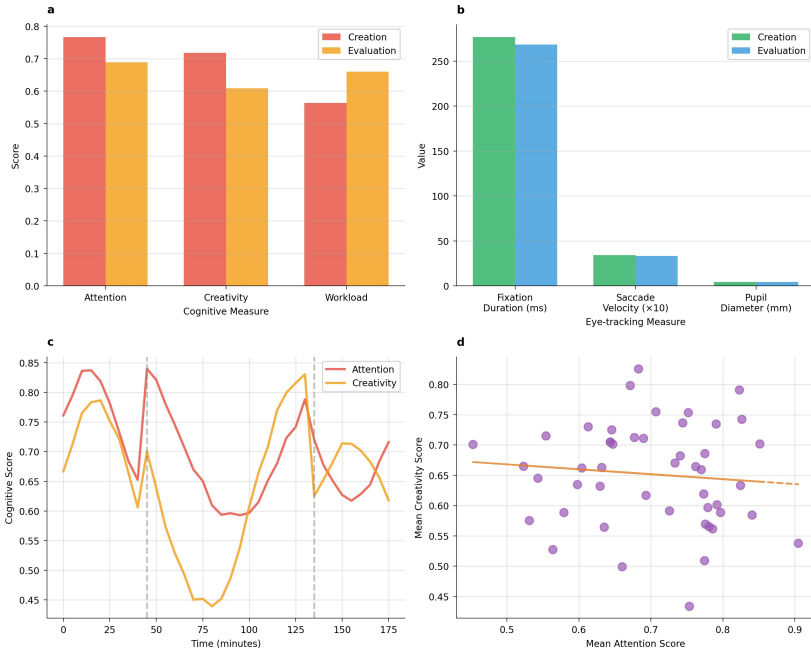 a
0.8
0.7
0.6
0.5
0.4
0.3
0.2
0.1
0.0
Score
Creation
Evaluation
Attention
Creativity
Workload
Cognitive Measure
b
250
200
150
100
50
0
Value
Creation
Evaluation
Fixation
Duration (ms)
Saccade
Velocity (×10)
Pupil
Diameter (mm)
Eye-tracking Measure
c
0.85
0.80
0.75
0.70
0.65
0.60
0.55
0.50
0.45
Cognitive Score
Attention
Creativity
0 25 50 75 100 125 150 175
Time (minutes)
d
0.80
0.75
0.70
0.65
0.60
0.55
0.50
0.45
Mean Creativity Score
0.5 0.6 0.7 0.8 0.9
Mean Attention Score